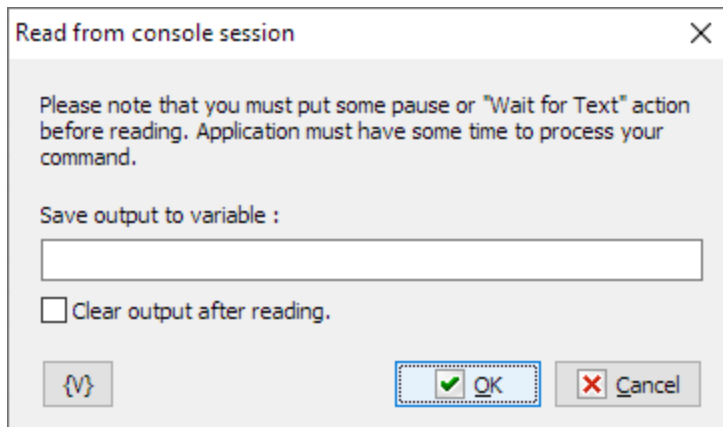 Read from console session
Please note that you must put some pause or "Wait for Text" action
before reading. Application must have some time to process your
command.
Save output to variable :
Clear output after reading.
{V}
OK
Cancel